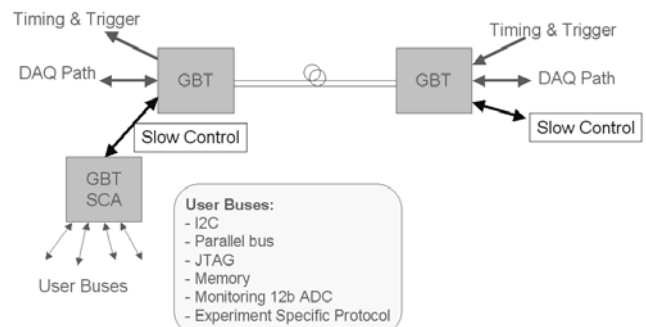 Timing & Trigger
Timing & Trigger
DAQ Path
GBT
GBT
DAQ Path
Slow Control
Slow Control
GBT
SCA
User Buses
User Buses:
- I2C
- Parallel bus
- JTAG
- Memory
- Monitoring 12b ADC
- Experiment Specific Protocol